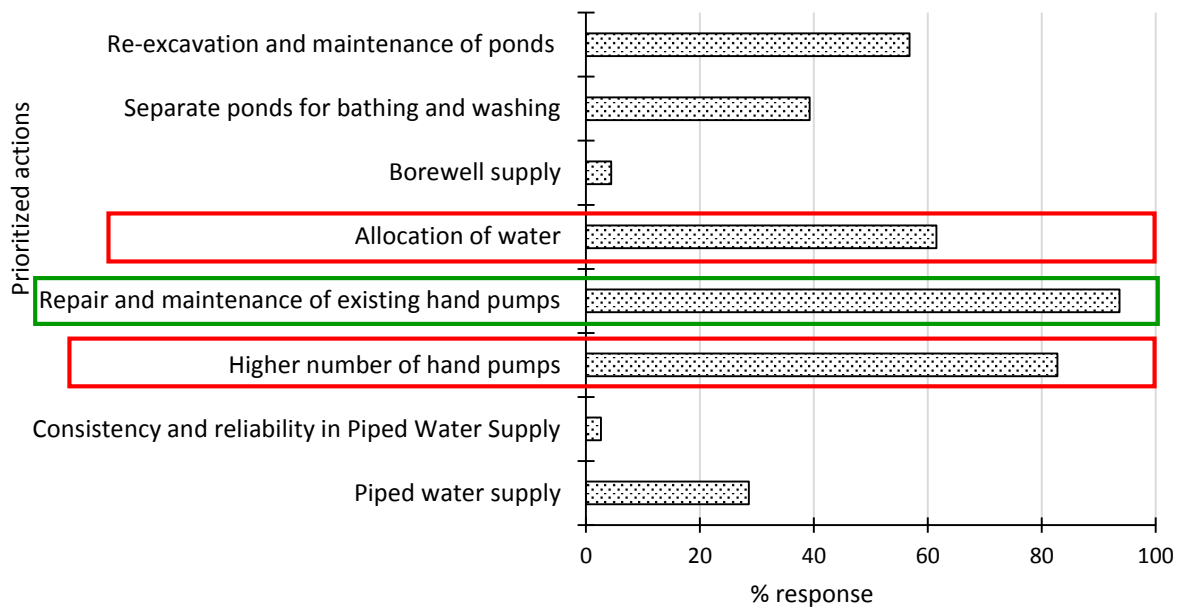 Prioritized actions
Re-excavation and maintenance of ponds
Separate ponds for bathing and washing
Borewell supply
Allocation of water
Repair and maintenance of existing hand pumps
Higher number of hand pumps
Consistency and reliability in Piped Water Supply
Piped water supply
0 20 40 60 80 100
% response